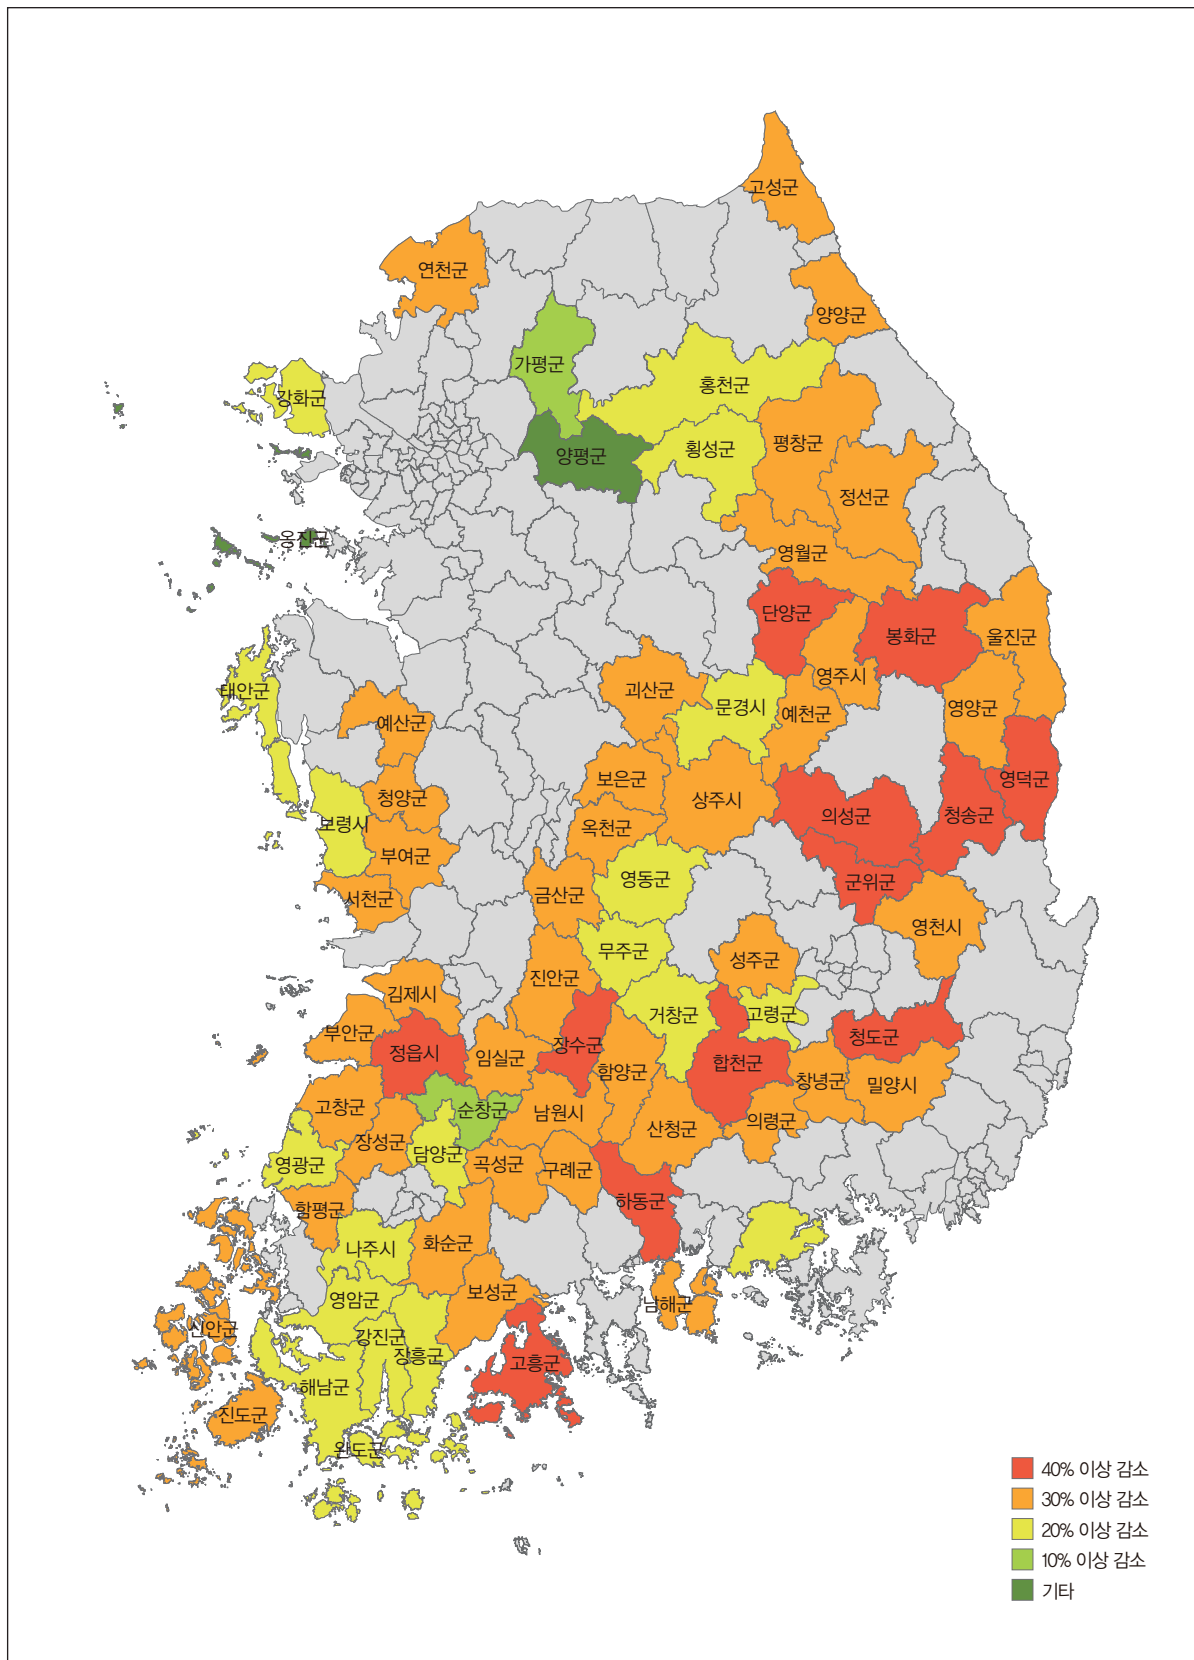 고성군
연천군
양양군
가평군
홍천군
강화군
평창군
횡성군
양평군
정선군
옹진군
영월군
단양군
봉화군
울진군
영주시
태안군
괴산군
문경시
예천군
영양군
예산군
보은군
영덕군
청양군
상주시
보령시
옥천군
의성군
청송군
부여군
영동군
군위군
서천군
금산군
영천시
무주군
성주군
진안군
김제시
거창군
고령군
부안군
정읍시
임실군
장수군
함양군
합천군
청도군
창녕군
밀양시
고창군
순창군
남원시
산청군
의령군
장성군
담양군
영광군
곡성군
구례군
함평군
하동군
나주시
화순군
보성군
영암군
남해군
신안군
강진군
장흥군
고흥군
해남군
진도군
완도군
40% 이상 감소
30% 이상 감소
20% 이상 감소
10% 이상 감소
기타